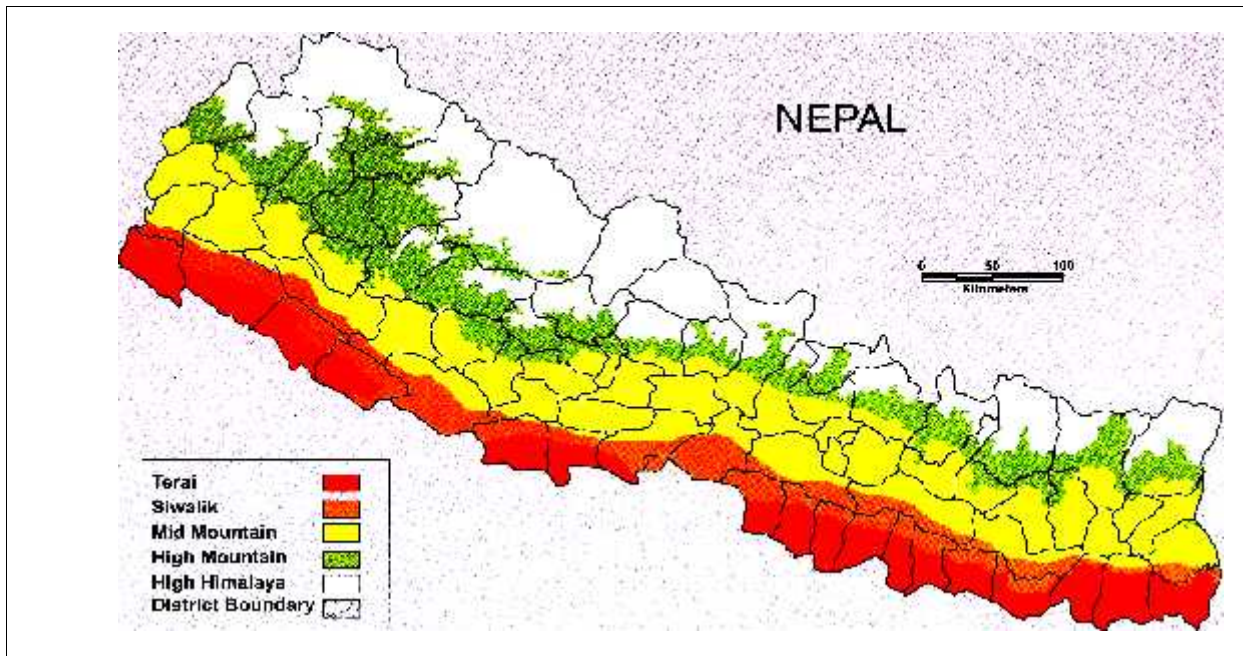 NEPAL
0 50 100
Kilometers
Terai
Siwalik
Mid Mountain
High Mountain
High Himalaya
District Boundary